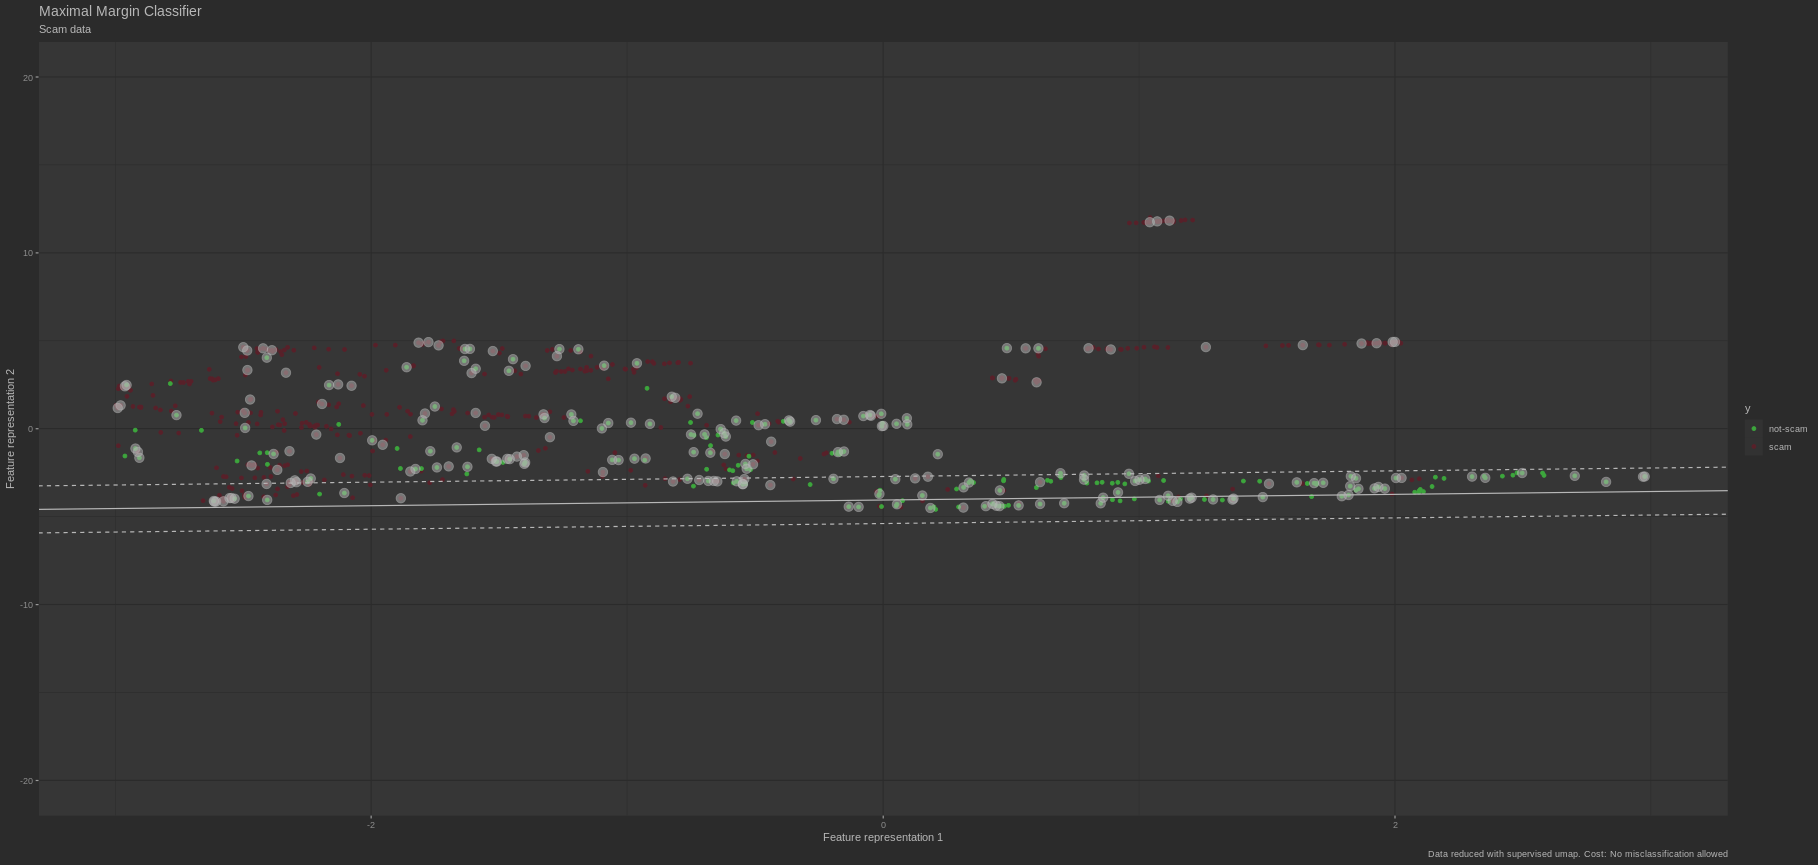 Maximal Margin Classifier
Scam data
20
10
0
-10
-20
Feature representation 2
-2
0
2
Feature representation 1
y
not-scam
scam
Data reduced with supervised umap. Cost: No misclassification allowed